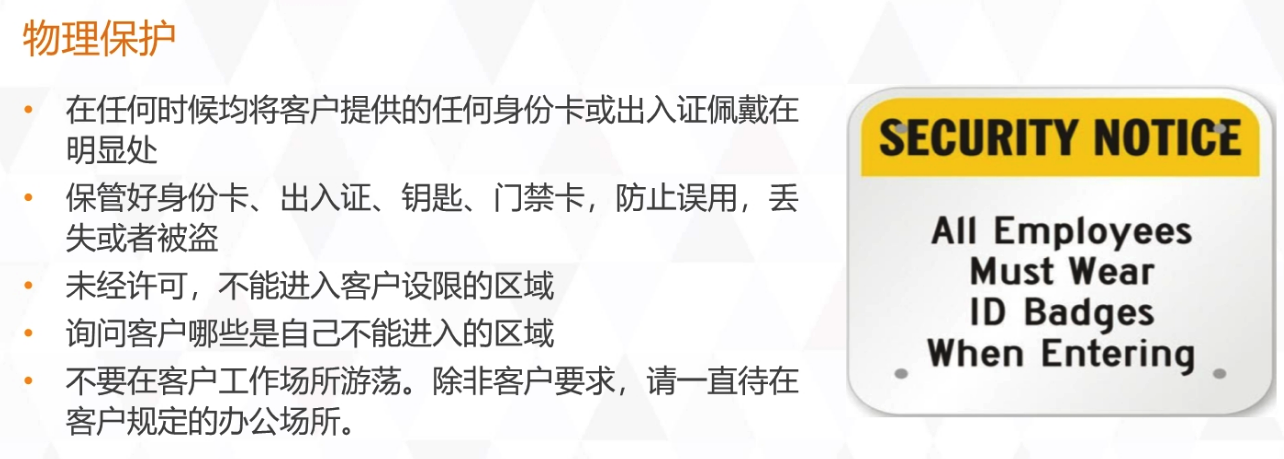 物理保护
• 在任何时候均将客户提供的任何身份卡或出入证佩戴在
明显处
• 保管好身份卡、出入证、钥匙、门禁卡，防止误用，丢
失或者被盗
• 未经许可，不能进入客户设限的区域
• 询问客户哪些是自己不能进入的区域
• 不要在客户工作场所游荡。除非客户要求，请一直待在
客户规定的办公场所。
SECURITY NOTICE
All Employees
Must Wear
ID Badges
When Entering